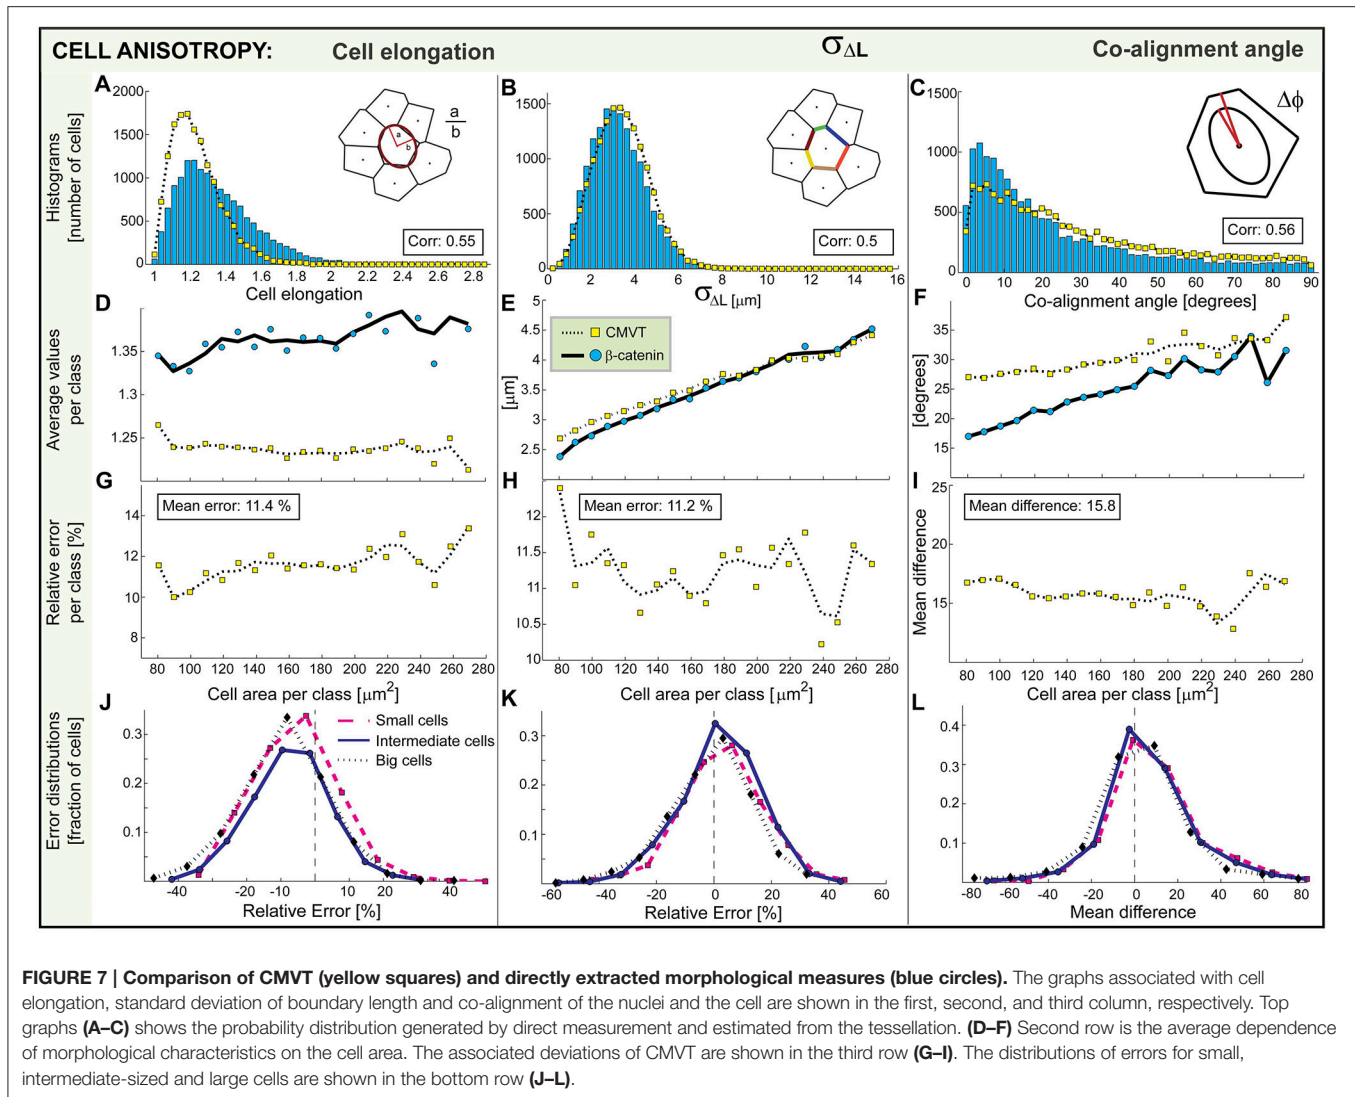 CELL ANISOTROPY: Cell elongation σΔL Co-alignment angle
Histograms
[number of cells]
A
2000
1500
1000
500
0
a
b
a
b
Corr: 0.55
1 1.2 1.4 1.6 1.8 2 2.2 2.4 2.6 2.8
Cell elongation
B
1500
1000
500
0
Corr: 0.5
0 2 4 6 8 10 12 14 16
σΔL [μm]
C
1500
1000
500
0
Δϕ
Corr: 0.56
0 10 20 30 40 50 60 70 80 90
Co-alignment angle [degrees]
Average values
per class
D
1.35
1.3
1.25
E
4.5
4
3.5
3
2.5
[μm]
CMVT
β-catenin
F
35
30
25
20
15
[degrees]
Relative error
per class [%]
G
Mean error: 11.4 %
14
12
10
8
80 100 120 140 160 180 200 220 240 260 280
Cell area per class [μm2]
H
Mean error: 11.2 %
12
11.5
11
10.5
10
80 100 120 140 160 180 200 220 240 260 280
Cell area per class [μm2]
I
Mean difference: 15.8
25
20
15
Mean difference
80 100 120 140 160 180 200 220 240 260 280
Cell area per class [μm2]
Error distributions
[fraction of cells]
J
0.3
0.2
0.1
Small cells
Intermediate cells
Big cells
-40 -20 -10 10 20 40
Relative Error [%]
K
0.3
0.2
0.1
-60 -50 -40 -20 0 20 40 60
Relative Error [%]
L
0.4
0.3
0.2
0.1
0
-80 -60 -40 -20 0 20 40 60 80
Mean difference
FIGURE 7 | Comparison of CMVT (yellow squares) and directly extracted morphological measures (blue circles). The graphs associated with cell
elongation, standard deviation of boundary length and co-alignment of the nuclei and the cell are shown in the first, second, and third column, respectively. Top
graphs (A–C) shows the probability distribution generated by direct measurement and estimated from the tessellation. (D–F) Second row is the average dependence
of morphological characteristics on the cell area. The associated deviations of CMVT are shown in the third row (G–I). The distributions of errors for small,
intermediate-sized and large cells are shown in the bottom row (J–L).